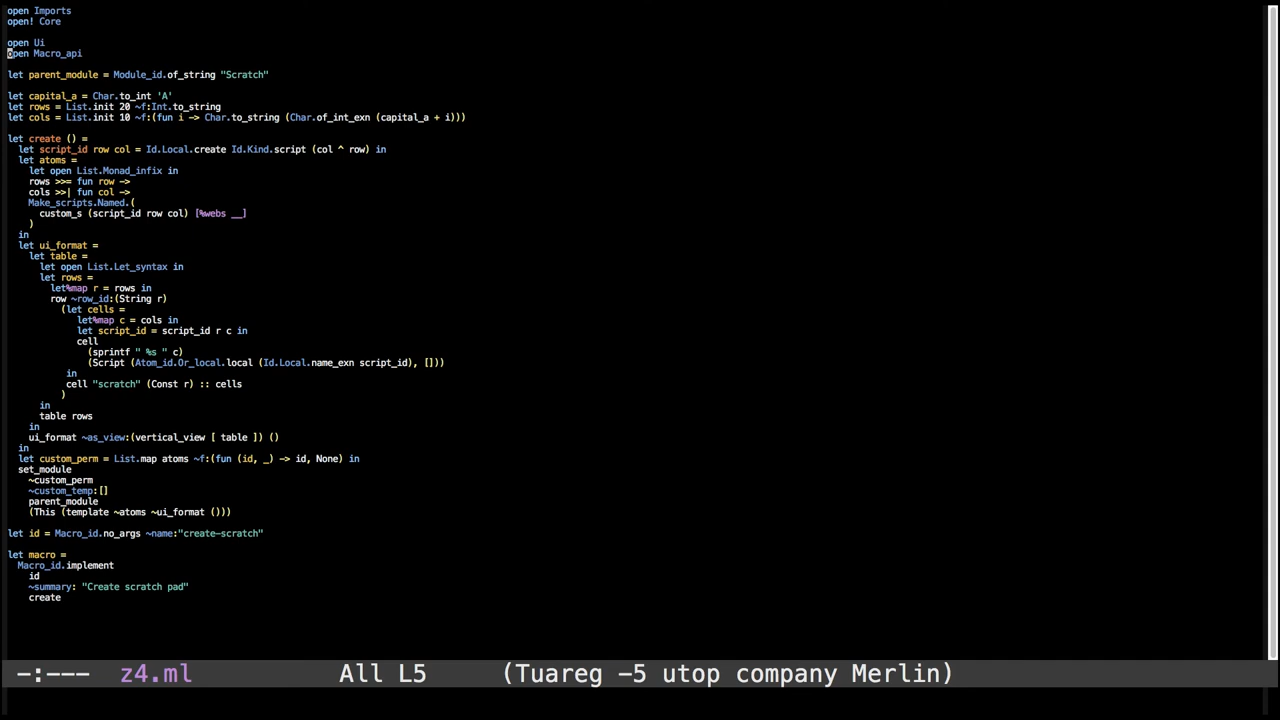 open Imports
open! Core

open Ui
open Macro_api

let parent_module = Module_id.of_string "Scratch"

let capital_a = Char.to_int 'A'
let rows = List.init 20 ~f:Int.to_string
let cols = List.init 10 ~f:(fun i -> Char.to_string (Char.of_int_exn (capital_a + i)))

let create () =
  let script_id row col = Id.Local.create Id.Kind.script (col ^ row) in
  let atoms =
    let open List.Monad_infix in
    rows >>= fun row ->
    cols >>| fun col ->
    Make_scripts.Named.(
      custom_s (script_id row col) [%webs __]
    )
  in
  let ui_format =
    let table =
      let open List.Let_syntax in
      let rows =
        let%map r = rows in
        row ~row_id:(String r)
          (let cells =
             let%map c = cols in
             let script_id = script_id r c in
             cell
               (sprintf " %s " c)
               (Script (Atom_id.Or_local.local (Id.Local.name_exn script_id), []))
           in
           cell "scratch" (Const r) :: cells
          )
      in
      table rows
    in
    ui_format ~as_view:(vertical_view [ table ]) ()
  in
  let custom_perm = List.map atoms ~f:(fun (id, _) -> id, None) in
  set_module
    ~custom_perm
    ~custom_temp:[]
    parent_module
    (This (template ~atoms ~ui_format ()))

let id = Macro_id.no_args ~name:"create-scratch"

let macro =
  Macro_id.implement
    id
    ~summary: "Create scratch pad"
    create
-:--- z4.ml All L5 (Tuareg -5 utop company Merlin)